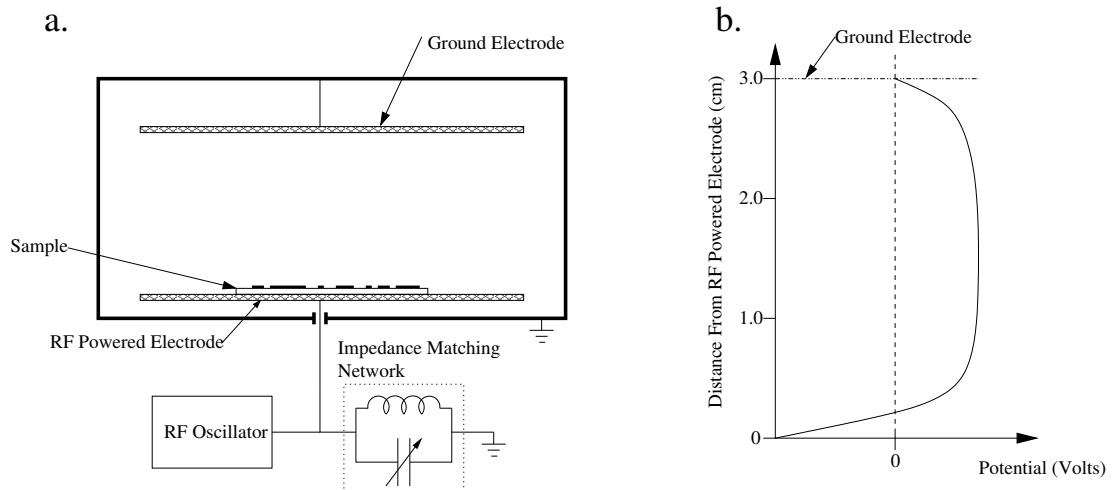 a.
Ground Electrode
Sample
RF Powered Electrode
Impedance Matching
Network
RF Oscillator
b.
Ground Electrode
Distance From RF Powered Electrode (cm)
3.0
2.0
1.0
0
0
Potential (Volts)